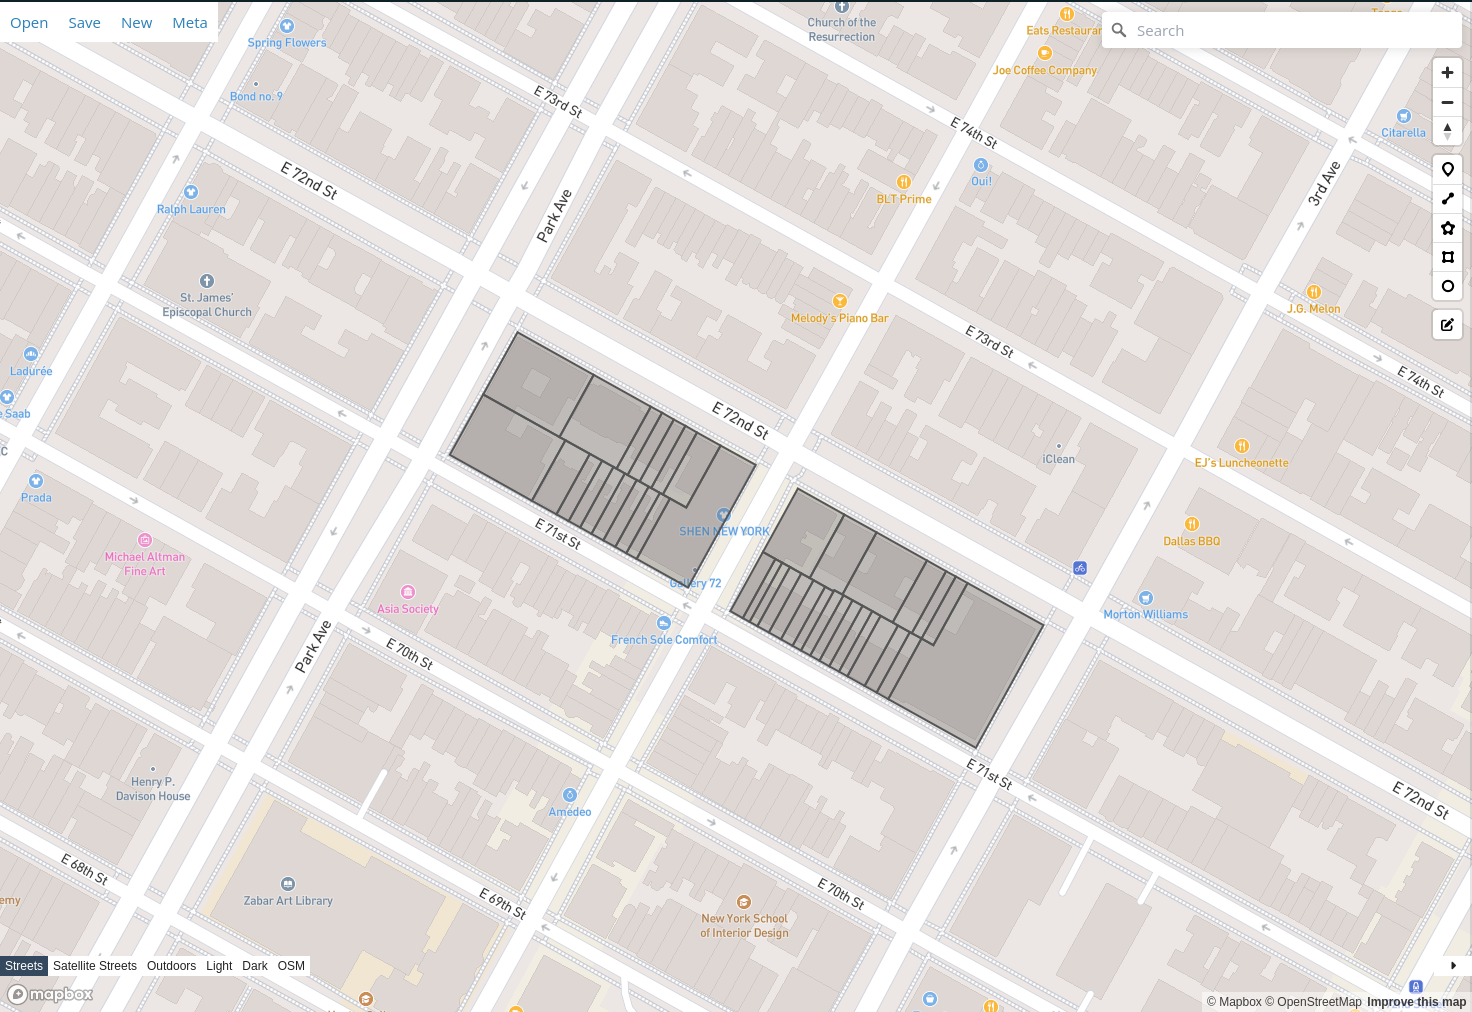 Open Save New Meta
Search
Church of the
Resurrection
Eats Restaurant
Joe Coffee Company
Spring Flowers
Bond no. 9
E 73rd St
E 74th St
Citarella
Oui!
BLT Prime
3rd Ave
E 72nd St
Ralph Lauren
Park Ave
St. James'
Episcopal Church
Melody's Piano Bar
J.G. Melon
E 73rd St
E 74th St
Ladurée
e Saab
E 72nd St
iClean
EJ's Luncheonette
Prada
SHEN NEW YORK
E 71st St
Dallas BBQ
Michael Altman
Fine Art
Gallery 72
Asia Society
Morton Williams
French Sole Comfort
Park Ave
E 70th St
E 71st St
Henry P.
Davison House
Amedeo
E 72nd St
E 68th St
emy
Zabar Art Library
E 69th St
E 70th St
New York School
of Interior Design
Streets Satellite Streets Outdoors Light Dark OSM
mapbox
© Mapbox © OpenStreetMap Improve this map